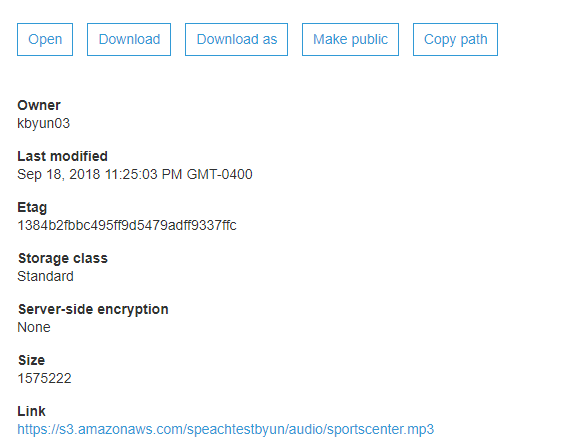 Open Download Download as Make public Copy path
Owner
kbyun03
Last modified
Sep 18, 2018 11:25:03 PM GMT-0400
Etag
1384b2fbbc495ff9d5479adff9337ffc
Storage class
Standard
Server-side encryption
None
Size
1575222
Link
https://s3.amazonaws.com/speachtestbyun/audio/sportscenter.mp3